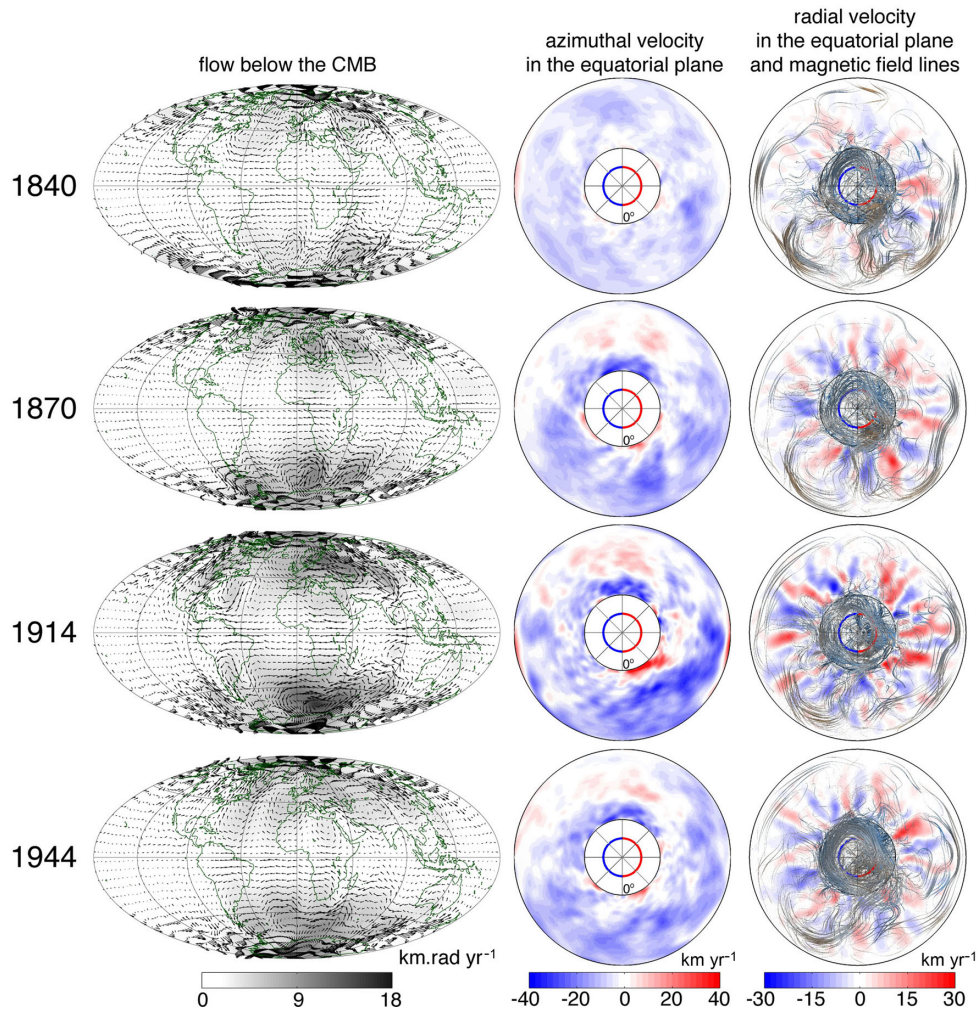 flow below the CMB
azimuthal velocity
in the equatorial plane
radial velocity
in the equatorial plane
and magnetic field lines
1840
0°
1870
0°
1914
0°
1944
0°
km.rad yr⁻¹
0 9 18
km yr⁻¹
-40 -20 0 20 40
km yr⁻¹
-30 -15 0 15 30